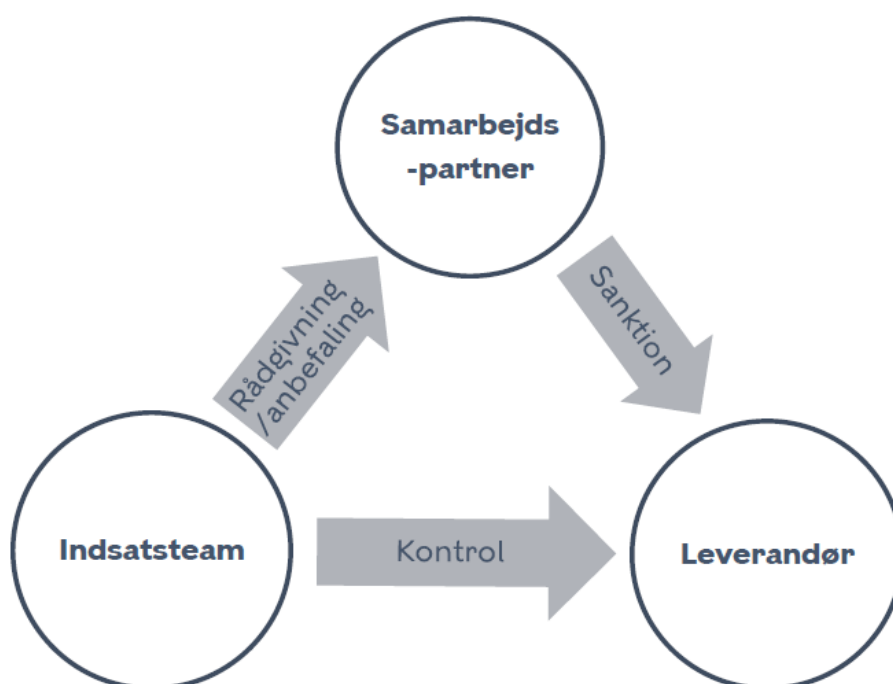 Samarbejds
-partner
Rådgivning
/anbefaling
Sanktion
Indsatsteam
Kontrol
Leverandør